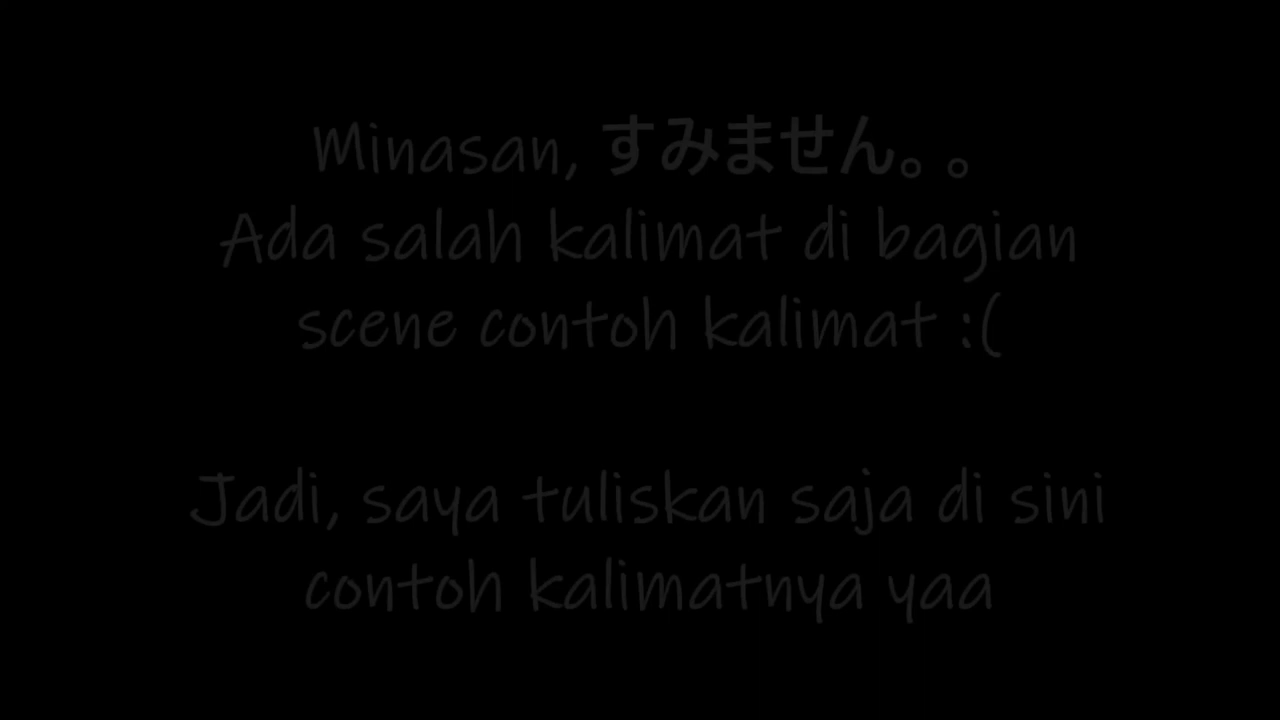 Minasan, すみません。。
Ada salah kalimat di bagian
scene contoh kalimat :(
Jadi, saya tuliskan saja di sini
contoh kalimatnya yaa